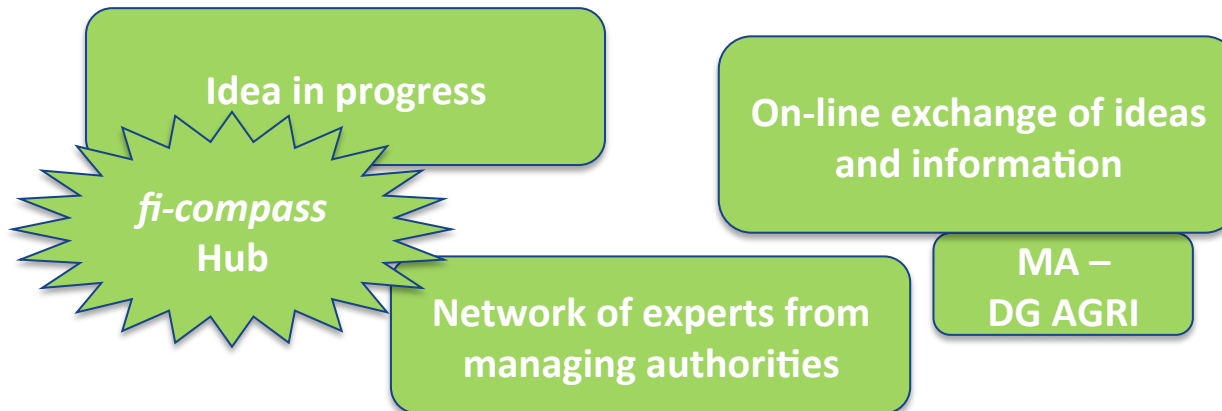 Idea in progress
fi-compass
Hub
Network of experts from
managing authorities
On-line exchange of ideas
and information
MA –
DG AGRI